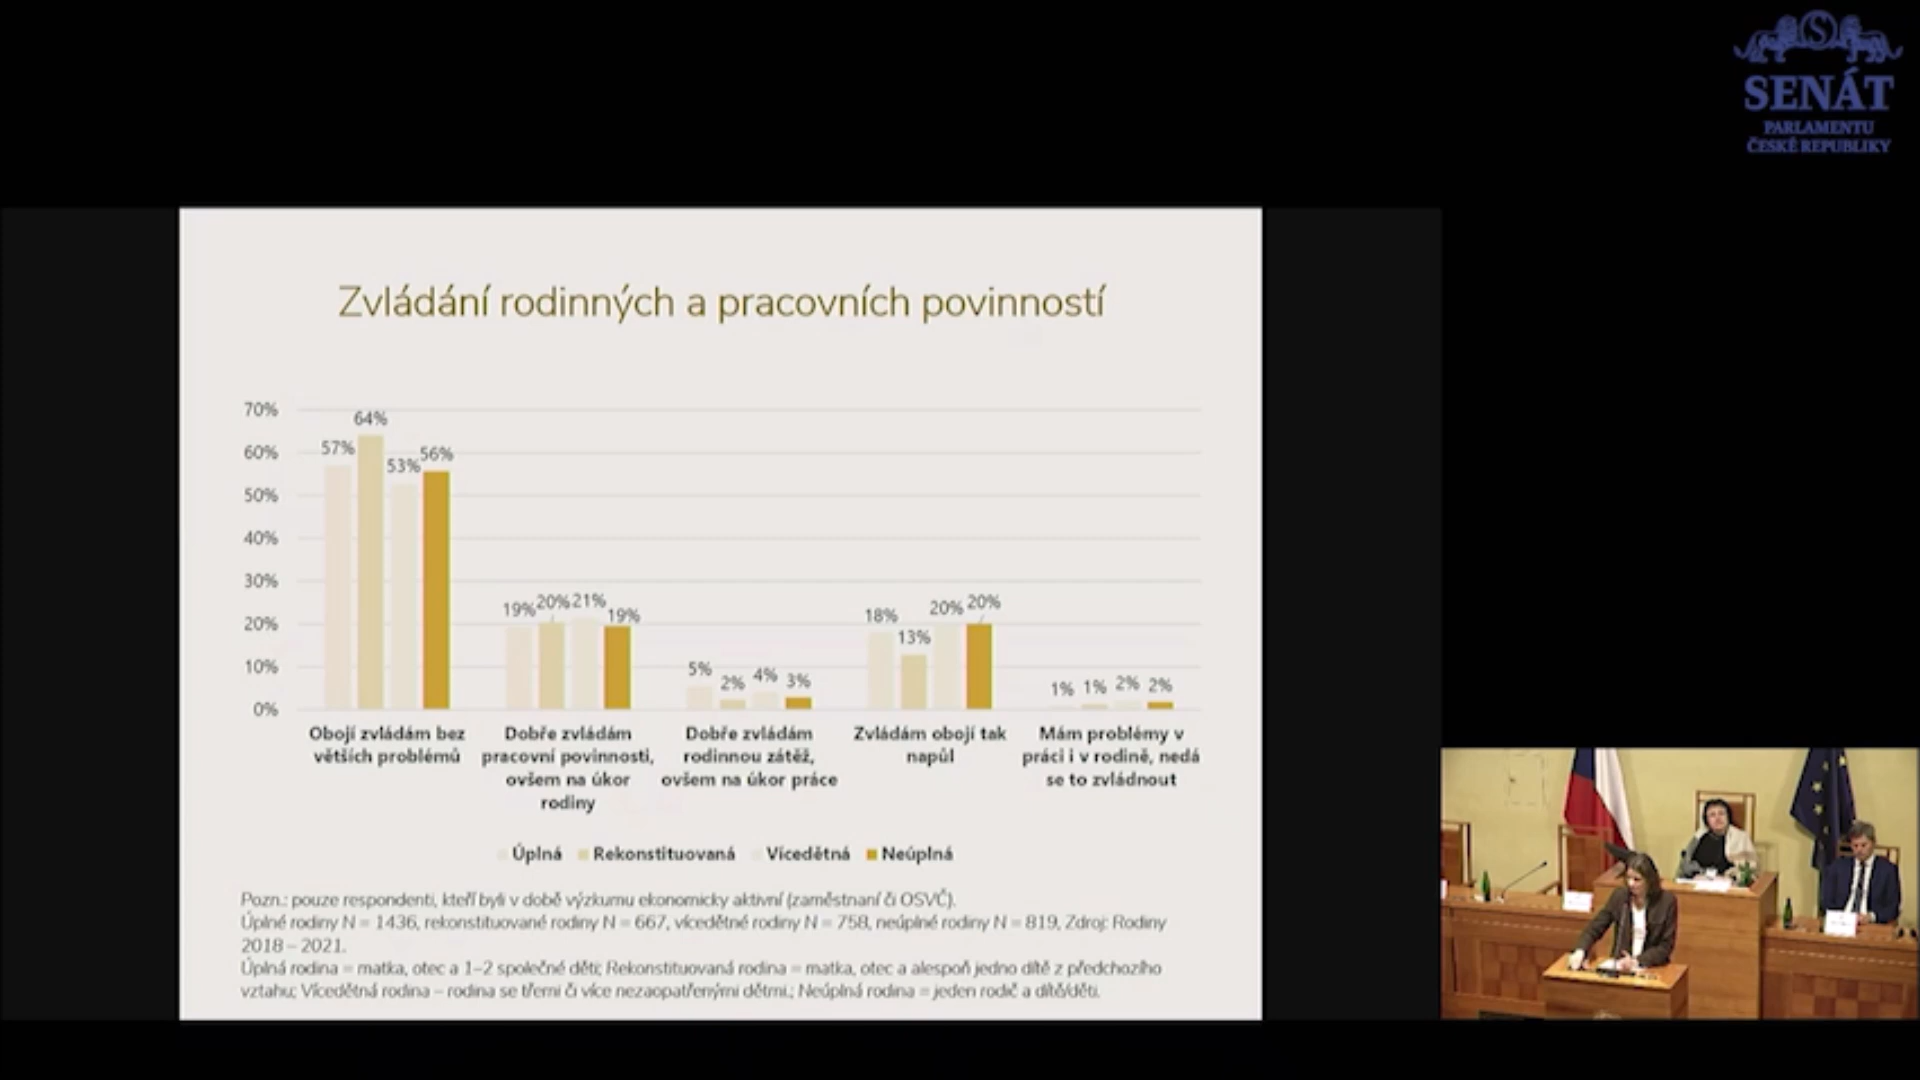 SENÁT
PARLAMENTU
ČESKÉ REPUBLIKY
Zvládání rodinných a pracovních povinností
70%
60%
50%
40%
30%
20%
10%
0%
57% 64% 53% 56%
19% 20% 21% 19%
5% 2% 4% 3%
18% 13% 20% 20%
1% 1% 2% 2%
Obojí zvládám bez
větších problémů
Dobře zvládám
pracovní povinnosti,
ovšem na úkor
rodiny
Dobře zvládám
rodinnou zátěž,
ovšem na úkor práce
Zvládám obojí tak
napůl
Mám problémy v
práci i v rodině, nedá
se to zvládnout
Úplná Rekonstituovaná Vícedětná Neúplná
Pozn.: pouze respondenti, kteří byli v době výzkumu ekonomicky aktivní (zaměstnaní či OSVČ).
Úplné rodiny N = 1436, rekonstituované rodiny N = 667, vícedětné rodiny N = 758, neúplné rodiny N = 819, Zdroj: Rodiny
2018 – 2021.
Úplná rodina = matka, otec a 1–2 společné děti; Rekonstituovaná rodina = matka, otec a alespoň jedno dítě z předchozího
vztahu; Vícedětná rodina – rodina se třemi či více nezaopatřenými dětmi.; Neúplná rodina = jeden rodič a dítě/děti.